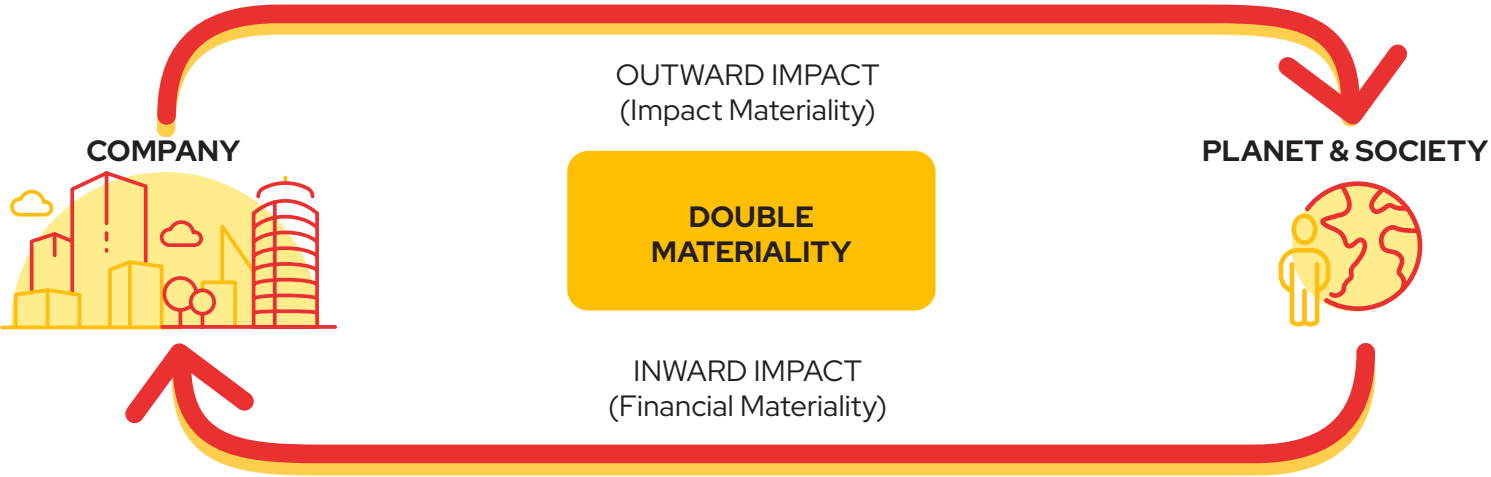 OUTWARD IMPACT
(Impact Materiality)
COMPANY
PLANET & SOCIETY
DOUBLE
MATERIALITY
INWARD IMPACT
(Financial Materiality)